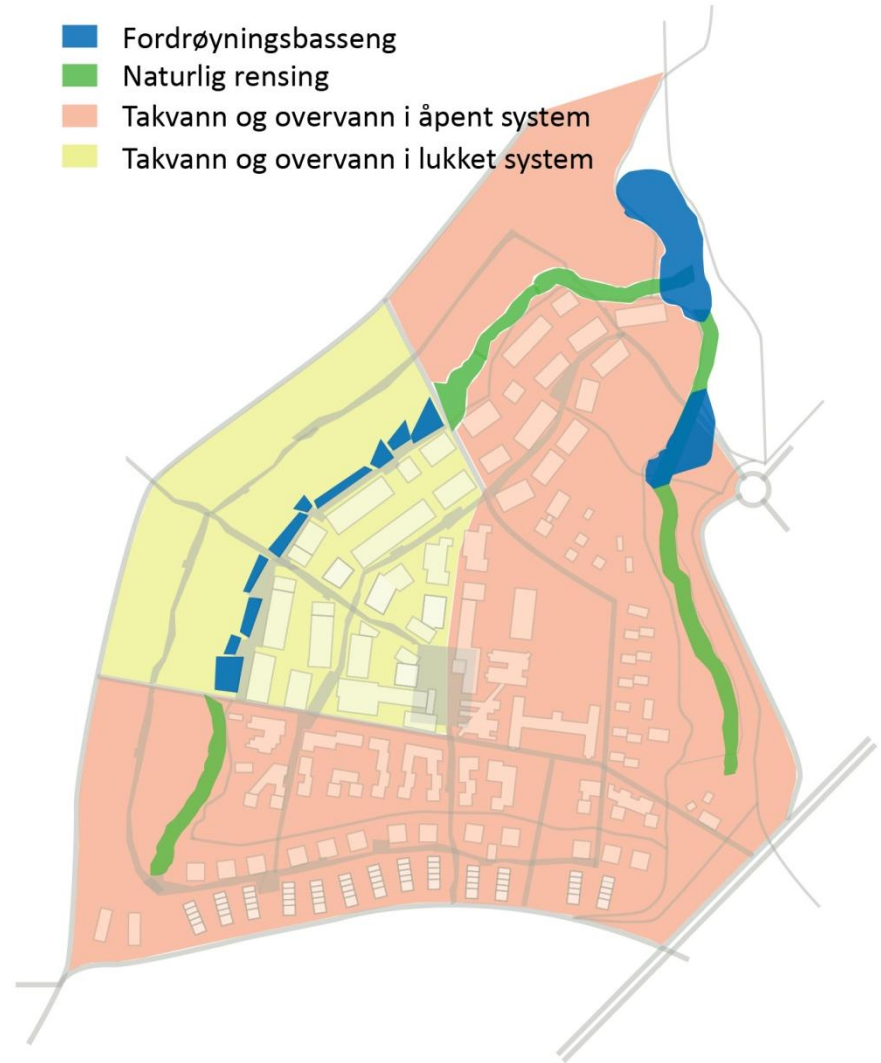 Fordrøyningsbasseng
Naturlig rensing
Takvann og overvann i åpent system
Takvann og overvann i lukket system